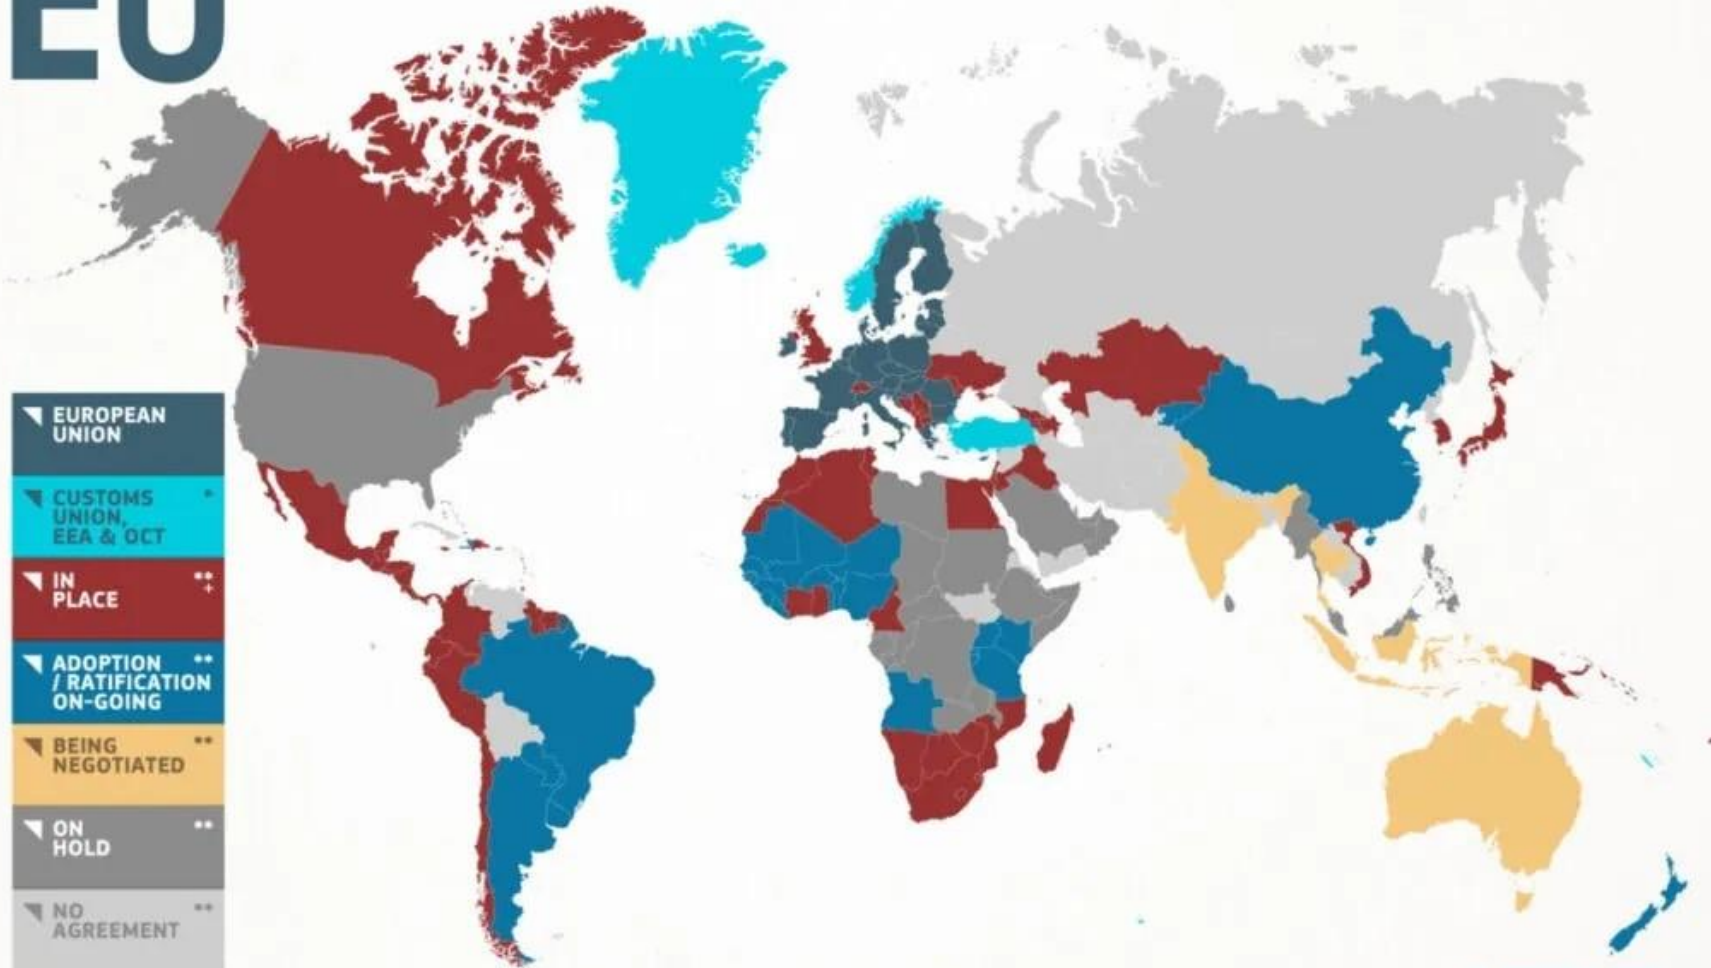 EU
EUROPEAN
UNION
CUSTOMS *
UNION,
EEA & OCT
IN **
PLACE +
ADOPTION **
/ RATIFICATION
ON-GOING
BEING **
NEGOTIATED
ON **
HOLD
NO **
AGREEMENT